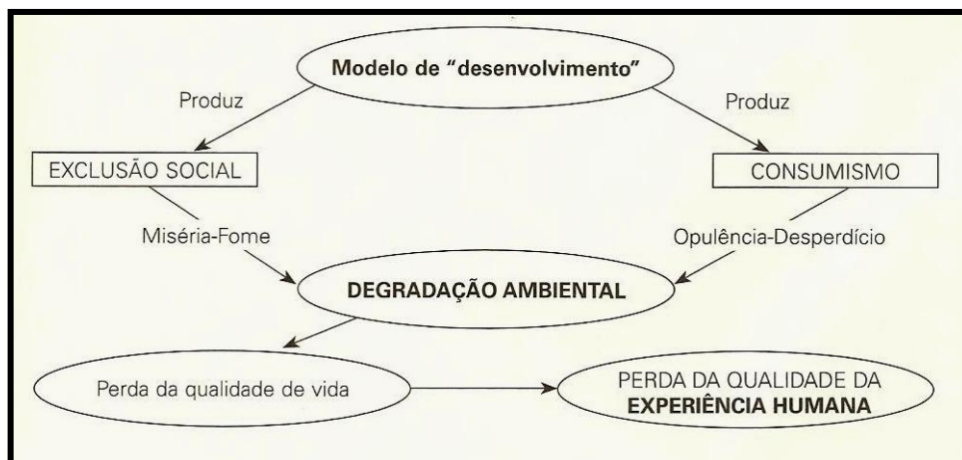 Modelo de “desenvolvimento”
Produz
Produz
EXCLUSÃO SOCIAL
CONSUMISMO
Miséria-Fome
Opulência-Desperdício
DEGRADAÇÃO AMBIENTAL
Perda da qualidade de vida
PERDA DA QUALIDADE DA
EXPERIÊNCIA HUMANA